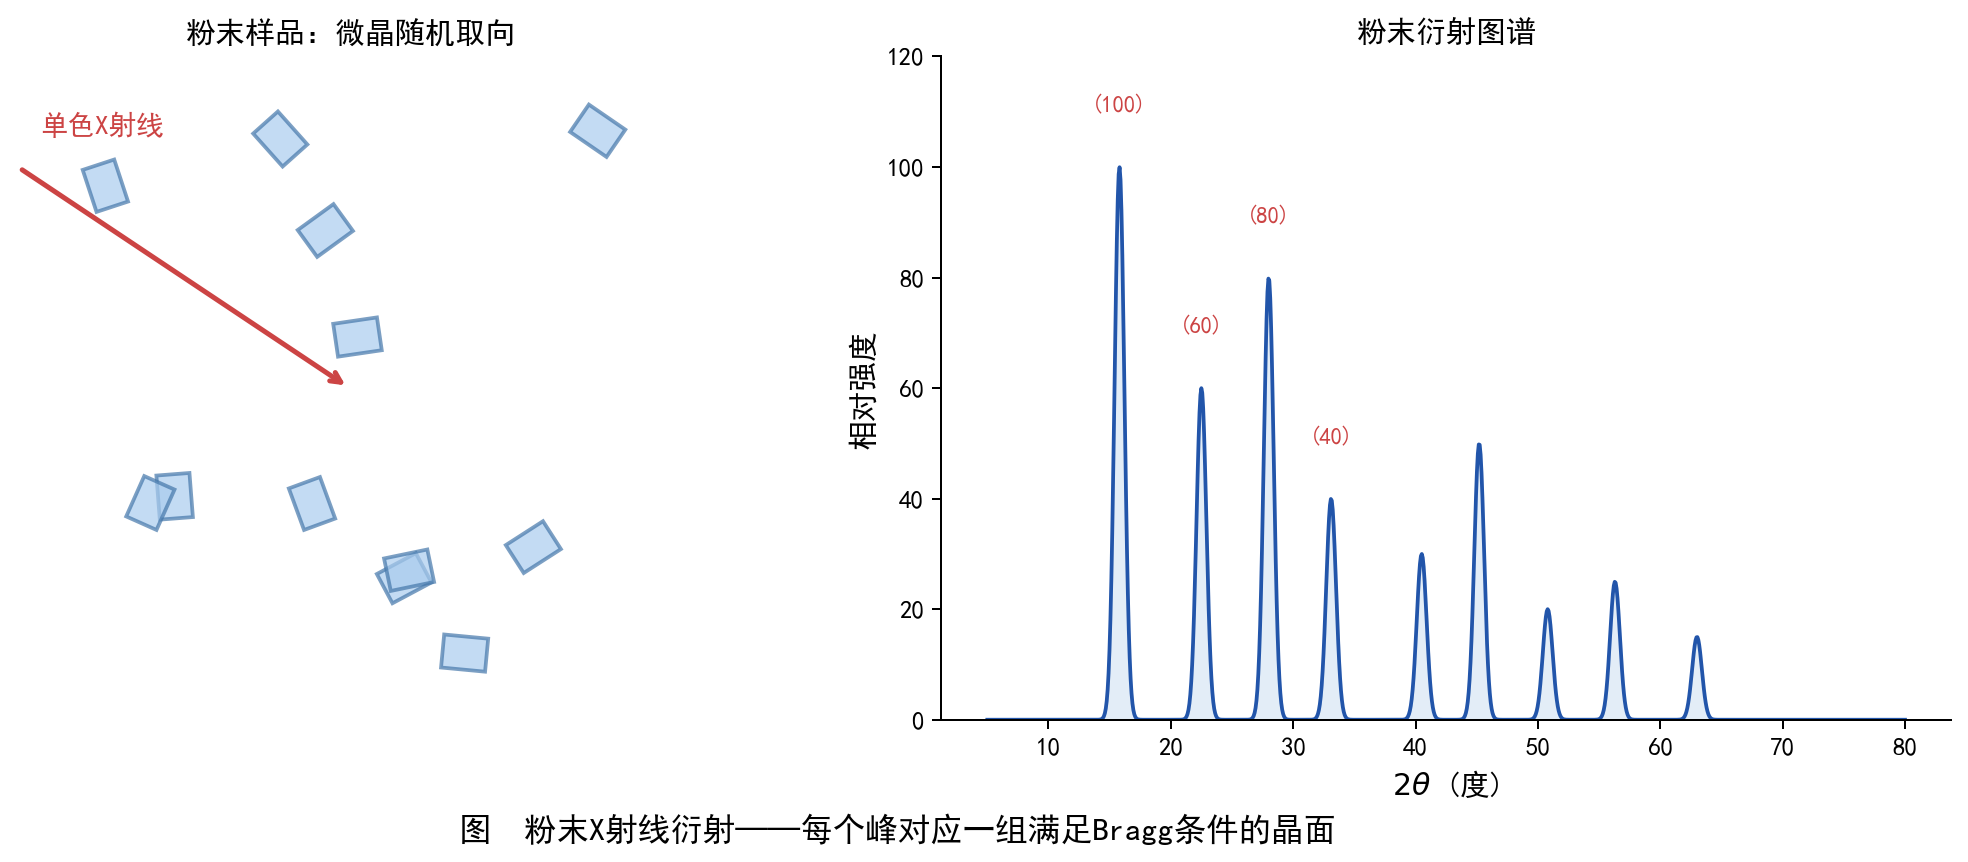 粉末样品：微晶随机取向
单色X射线
粉末衍射图谱
120
100
80
60
40
20
0
相对强度
(100)
(60)
(80)
(40)
10 20 30 40 50 60 70 80
2θ（度）
图　粉末X射线衍射——每个峰对应一组满足Bragg条件的晶面